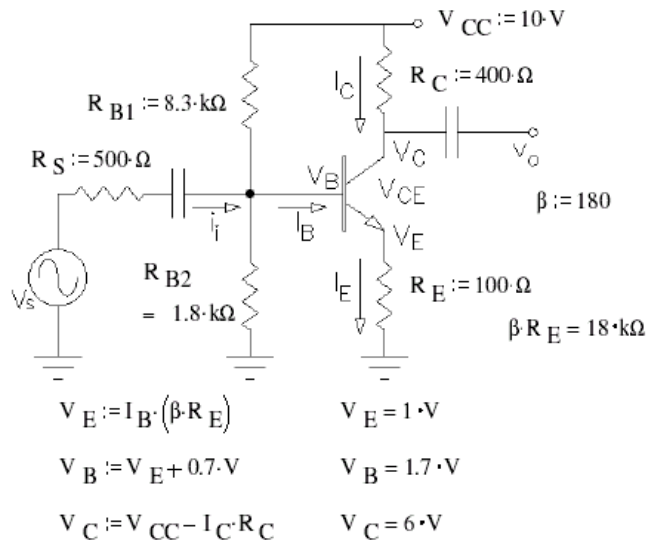 V CC := 10·V
I C
R C := 400·Ω
R B1 := 8.3·kΩ
R S := 500·Ω
V B
V C
v o
V CE
β := 180
i i
I B
V E
V s
R B2
= 1.8·kΩ
I E
R E := 100·Ω
β·R E = 18·kΩ
V E := I B·(β·R E)
V E = 1·V
V B := V E + 0.7·V
V B = 1.7·V
V C := V CC − I C·R C
V C = 6·V